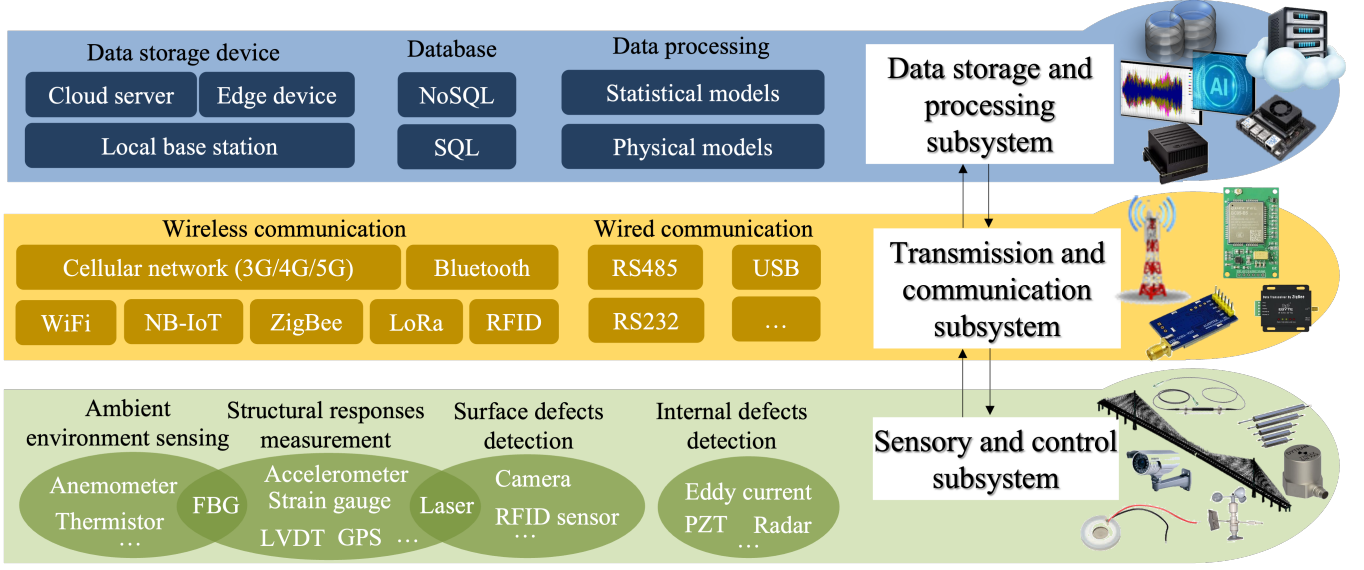 Data storage device
Database
Data processing
Cloud server
Edge device
Local base station
NoSQL
SQL
Statistical models
Physical models
Data storage and
processing
subsystem
AI
Wireless communication
Wired communication
Cellular network (3G/4G/5G)
Bluetooth
WiFi
NB-IoT
ZigBee
LoRa
RFID
RS485
USB
RS232
…
Transmission and
communication
subsystem
Ambient
environment sensing
Structural responses
measurement
Surface defects
detection
Internal defects
detection
Anemometer
Thermistor
…
FBG
Accelerometer
Strain gauge
LVDT
GPS
…
Laser
Camera
RFID sensor
…
Eddy current
PZT
Radar
…
Sensory and control
subsystem